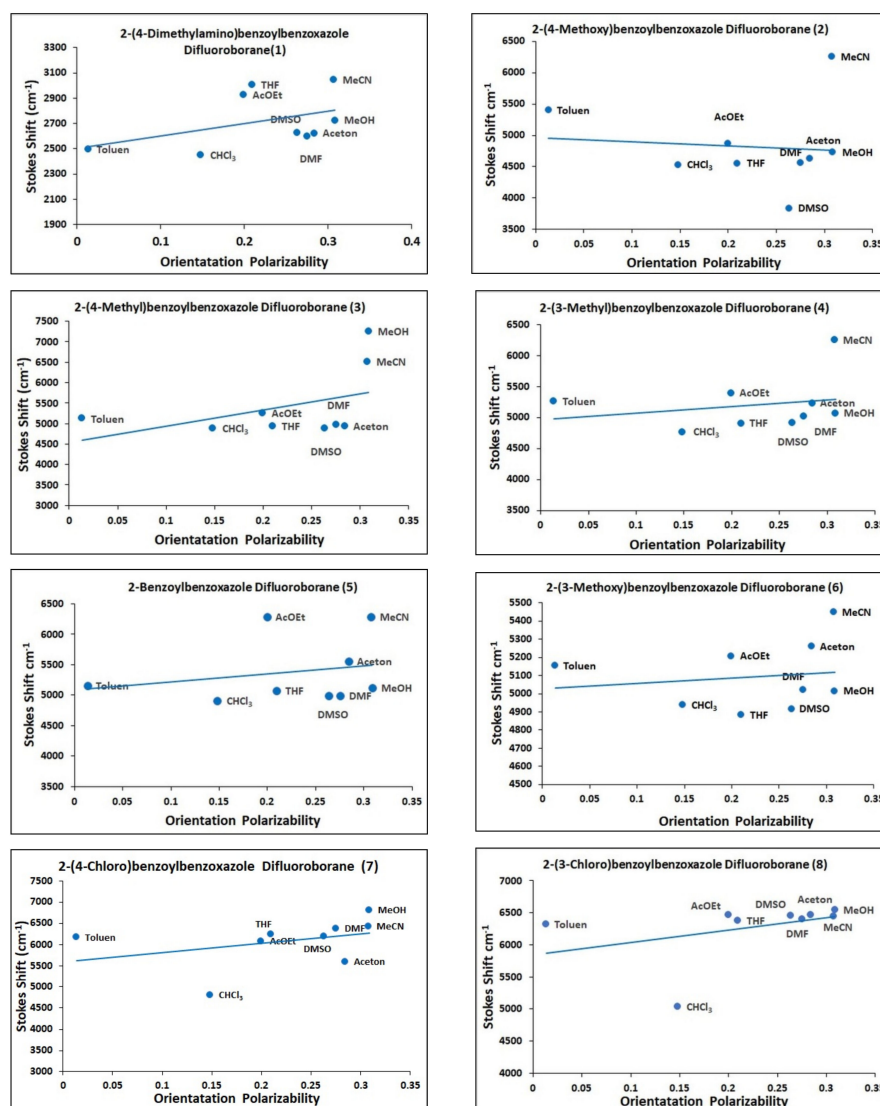 2-(4-Dimethylamino)benzoylbenzoxazole
Difluoroborane(1)
Stokes Shift (cm⁻¹)
3300
3100
2900
2700
2500
2300
2100
1900
THF
MeCN
AcOEt
DMSO
MeOH
Aceton
Toluen
CHCl₃
DMF
0 0.1 0.2 0.3 0.4
Orientatation Polarizability
2-(4-Methoxy)benzoylbenzoxazole Difluoroborane (2)
Stokes Shift cm⁻¹
6500
6000
5500
5000
4500
4000
3500
MeCN
Toluen
AcOEt
Aceton
DMF
MeOH
CHCl₃
THF
DMSO
0 0.05 0.1 0.15 0.2 0.25 0.3 0.35
Orientatation Polarizability
2-(4-Methyl)benzoylbenzoxazole Difluoroborane (3)
Stokes Shift (cm⁻¹)
7500
7000
6500
6000
5500
5000
4500
4000
3500
3000
MeOH
MeCN
DMF
Toluen
AcOEt
CHCl₃
THF
Aceton
DMSO
0 0.05 0.1 0.15 0.2 0.25 0.3 0.35
Orientatation Polarizability
2-(3-Methyl)benzoylbenzoxazole Difluoroborane (4)
Stokes Shift (cm⁻¹)
6500
6000
5500
5000
4500
4000
3500
MeCN
AcOEt
Toluen
Aceton
MeOH
CHCl₃
THF
DMSO
DMF
0 0.05 0.1 0.15 0.2 0.25 0.3 0.35
Orientatation Polarizability
2-Benzoylbenzoxazole Difluoroborane (5)
Stokes Shift cm⁻¹
6500
6000
5500
5000
4500
4000
3500
AcOEt
MeCN
Aceton
Toluen
THF
MeOH
CHCl₃
DMF
DMSO
0 0.05 0.1 0.15 0.2 0.25 0.3 0.35
Orientation Polarizability
2-(3-Methoxy)benzoylbenzoxazole Difluoroborane (6)
Stokes Shift cm⁻¹
5500
5400
5300
5200
5100
5000
4900
4800
4700
4600
4500
MeCN
Aceton
AcOEt
Toluen
DMF
MeOH
CHCl₃
THF
DMSO
0 0.05 0.1 0.15 0.2 0.25 0.3 0.35
Orientation Polarizability
2-(4-Chloro)benzoylbenzoxazole Difluoroborane (7)
Stokes Shift (cm⁻¹)
7500
7000
6500
6000
5500
5000
4500
4000
3500
3000
MeOH
THF
DMF
MeCN
Toluen
AcOEt
DMSO
Aceton
CHCl₃
0 0.05 0.1 0.15 0.2 0.25 0.3 0.35
Orientation Polarizability
2-(3-Chloro)benzoylbenzoxazole Difluoroborane (8)
Stokes Shift (cm⁻¹)
7000
6500
6000
5500
5000
4500
4000
Aceton
AcOEt
DMSO
MeOH
THF
Toluen
DMF
MeCN
CHCl₃
0 0.05 0.1 0.15 0.2 0.25 0.3 0.35
Orientation Polarizability